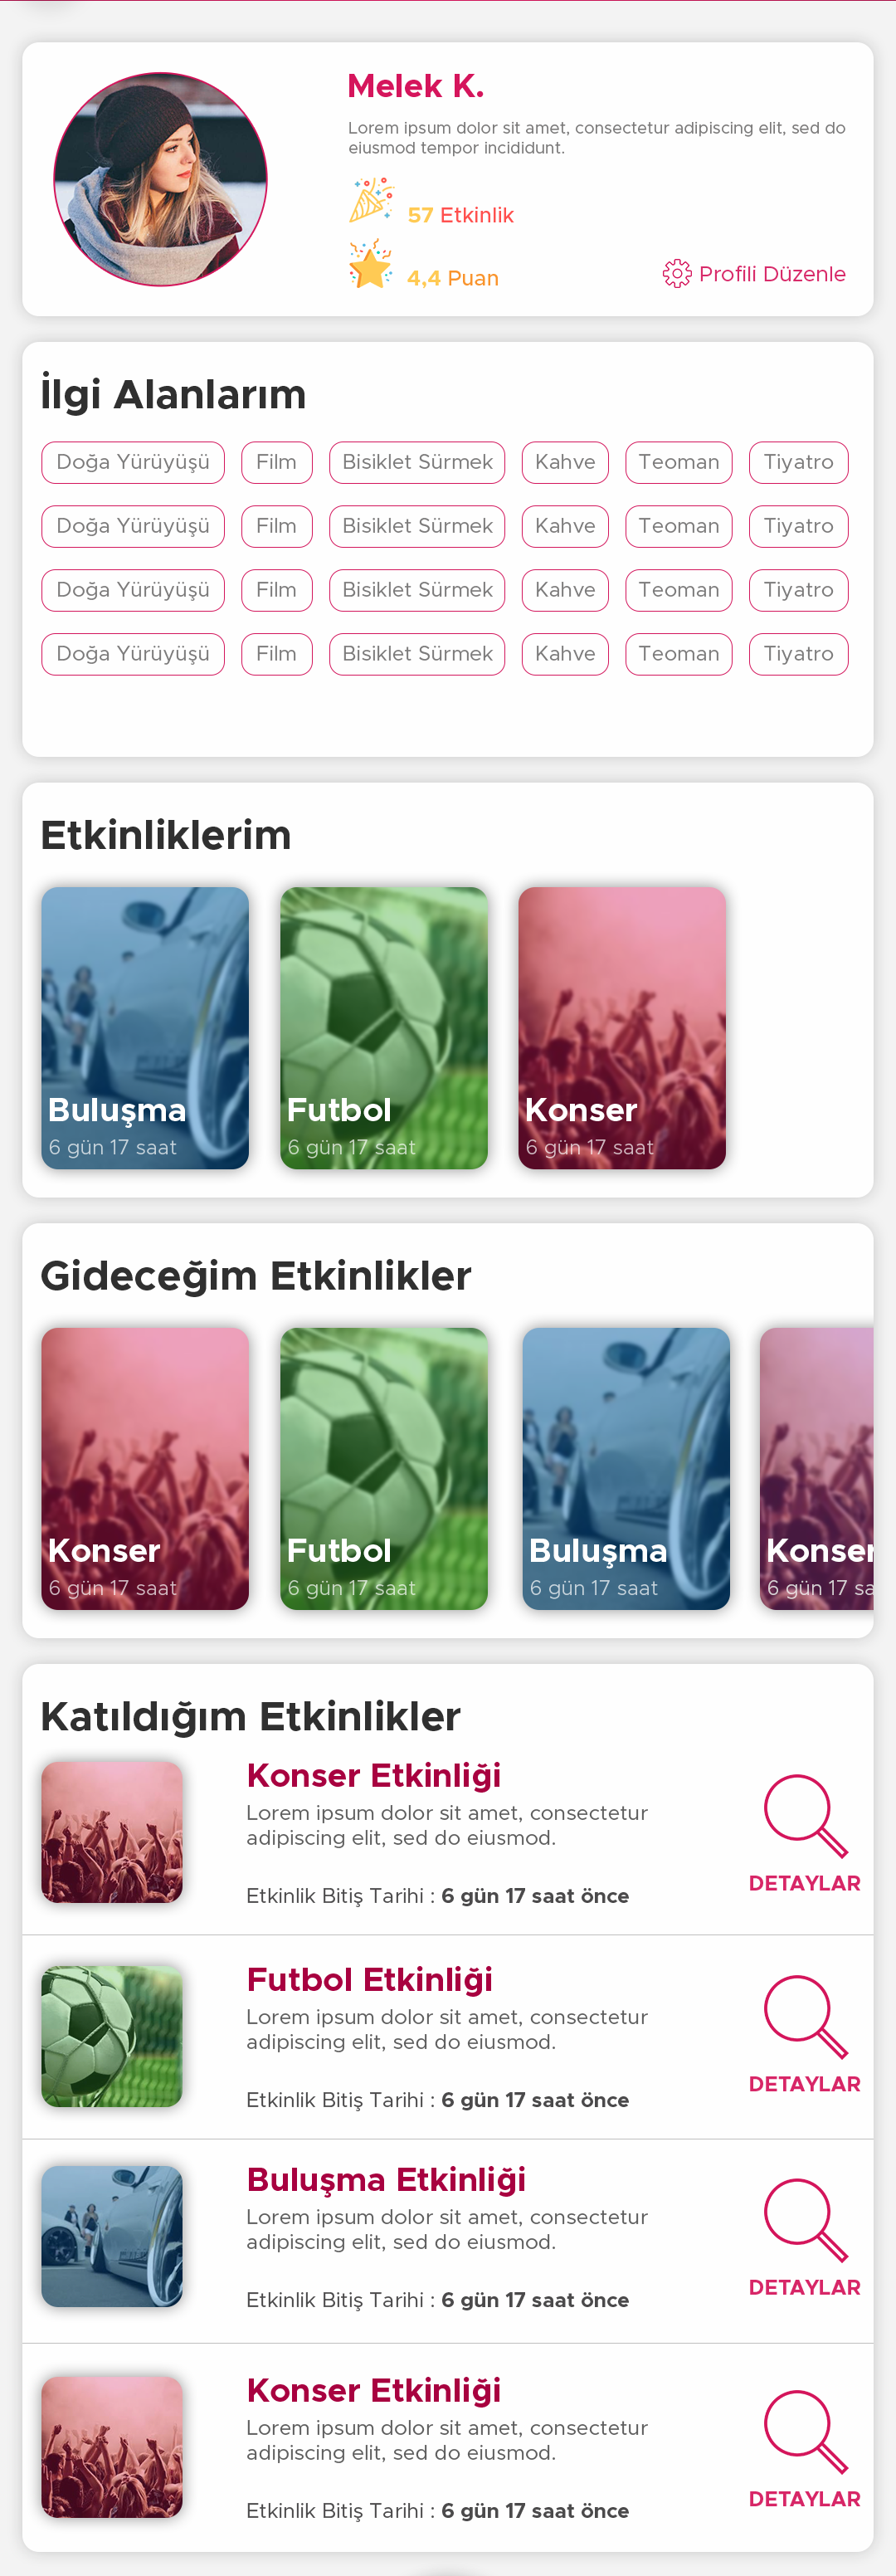 Melek K.
Lorem ipsum dolor sit amet, consectetur adipiscing elit, sed do
eiusmod tempor incididunt.
57 Etkinlik
4,4 Puan
Profili Düzenle
İlgi Alanlarım
Doğa Yürüyüşü Film Bisiklet Sürmek Kahve Teoman Tiyatro
Doğa Yürüyüşü Film Bisiklet Sürmek Kahve Teoman Tiyatro
Doğa Yürüyüşü Film Bisiklet Sürmek Kahve Teoman Tiyatro
Doğa Yürüyüşü Film Bisiklet Sürmek Kahve Teoman Tiyatro
Etkinliklerim
Buluşma
6 gün 17 saat
Futbol
6 gün 17 saat
Konser
6 gün 17 saat
Gideceğim Etkinlikler
Konser
6 gün 17 saat
Futbol
6 gün 17 saat
Buluşma
6 gün 17 saat
Konser
6 gün 17 sa
Katıldığım Etkinlikler
Konser Etkinliği
Lorem ipsum dolor sit amet, consectetur
adipiscing elit, sed do eiusmod.
Etkinlik Bitiş Tarihi : 6 gün 17 saat önce
DETAYLAR
Futbol Etkinliği
Lorem ipsum dolor sit amet, consectetur
adipiscing elit, sed do eiusmod.
Etkinlik Bitiş Tarihi : 6 gün 17 saat önce
DETAYLAR
Buluşma Etkinliği
Lorem ipsum dolor sit amet, consectetur
adipiscing elit, sed do eiusmod.
Etkinlik Bitiş Tarihi : 6 gün 17 saat önce
DETAYLAR
Konser Etkinliği
Lorem ipsum dolor sit amet, consectetur
adipiscing elit, sed do eiusmod.
Etkinlik Bitiş Tarihi : 6 gün 17 saat önce
DETAYLAR